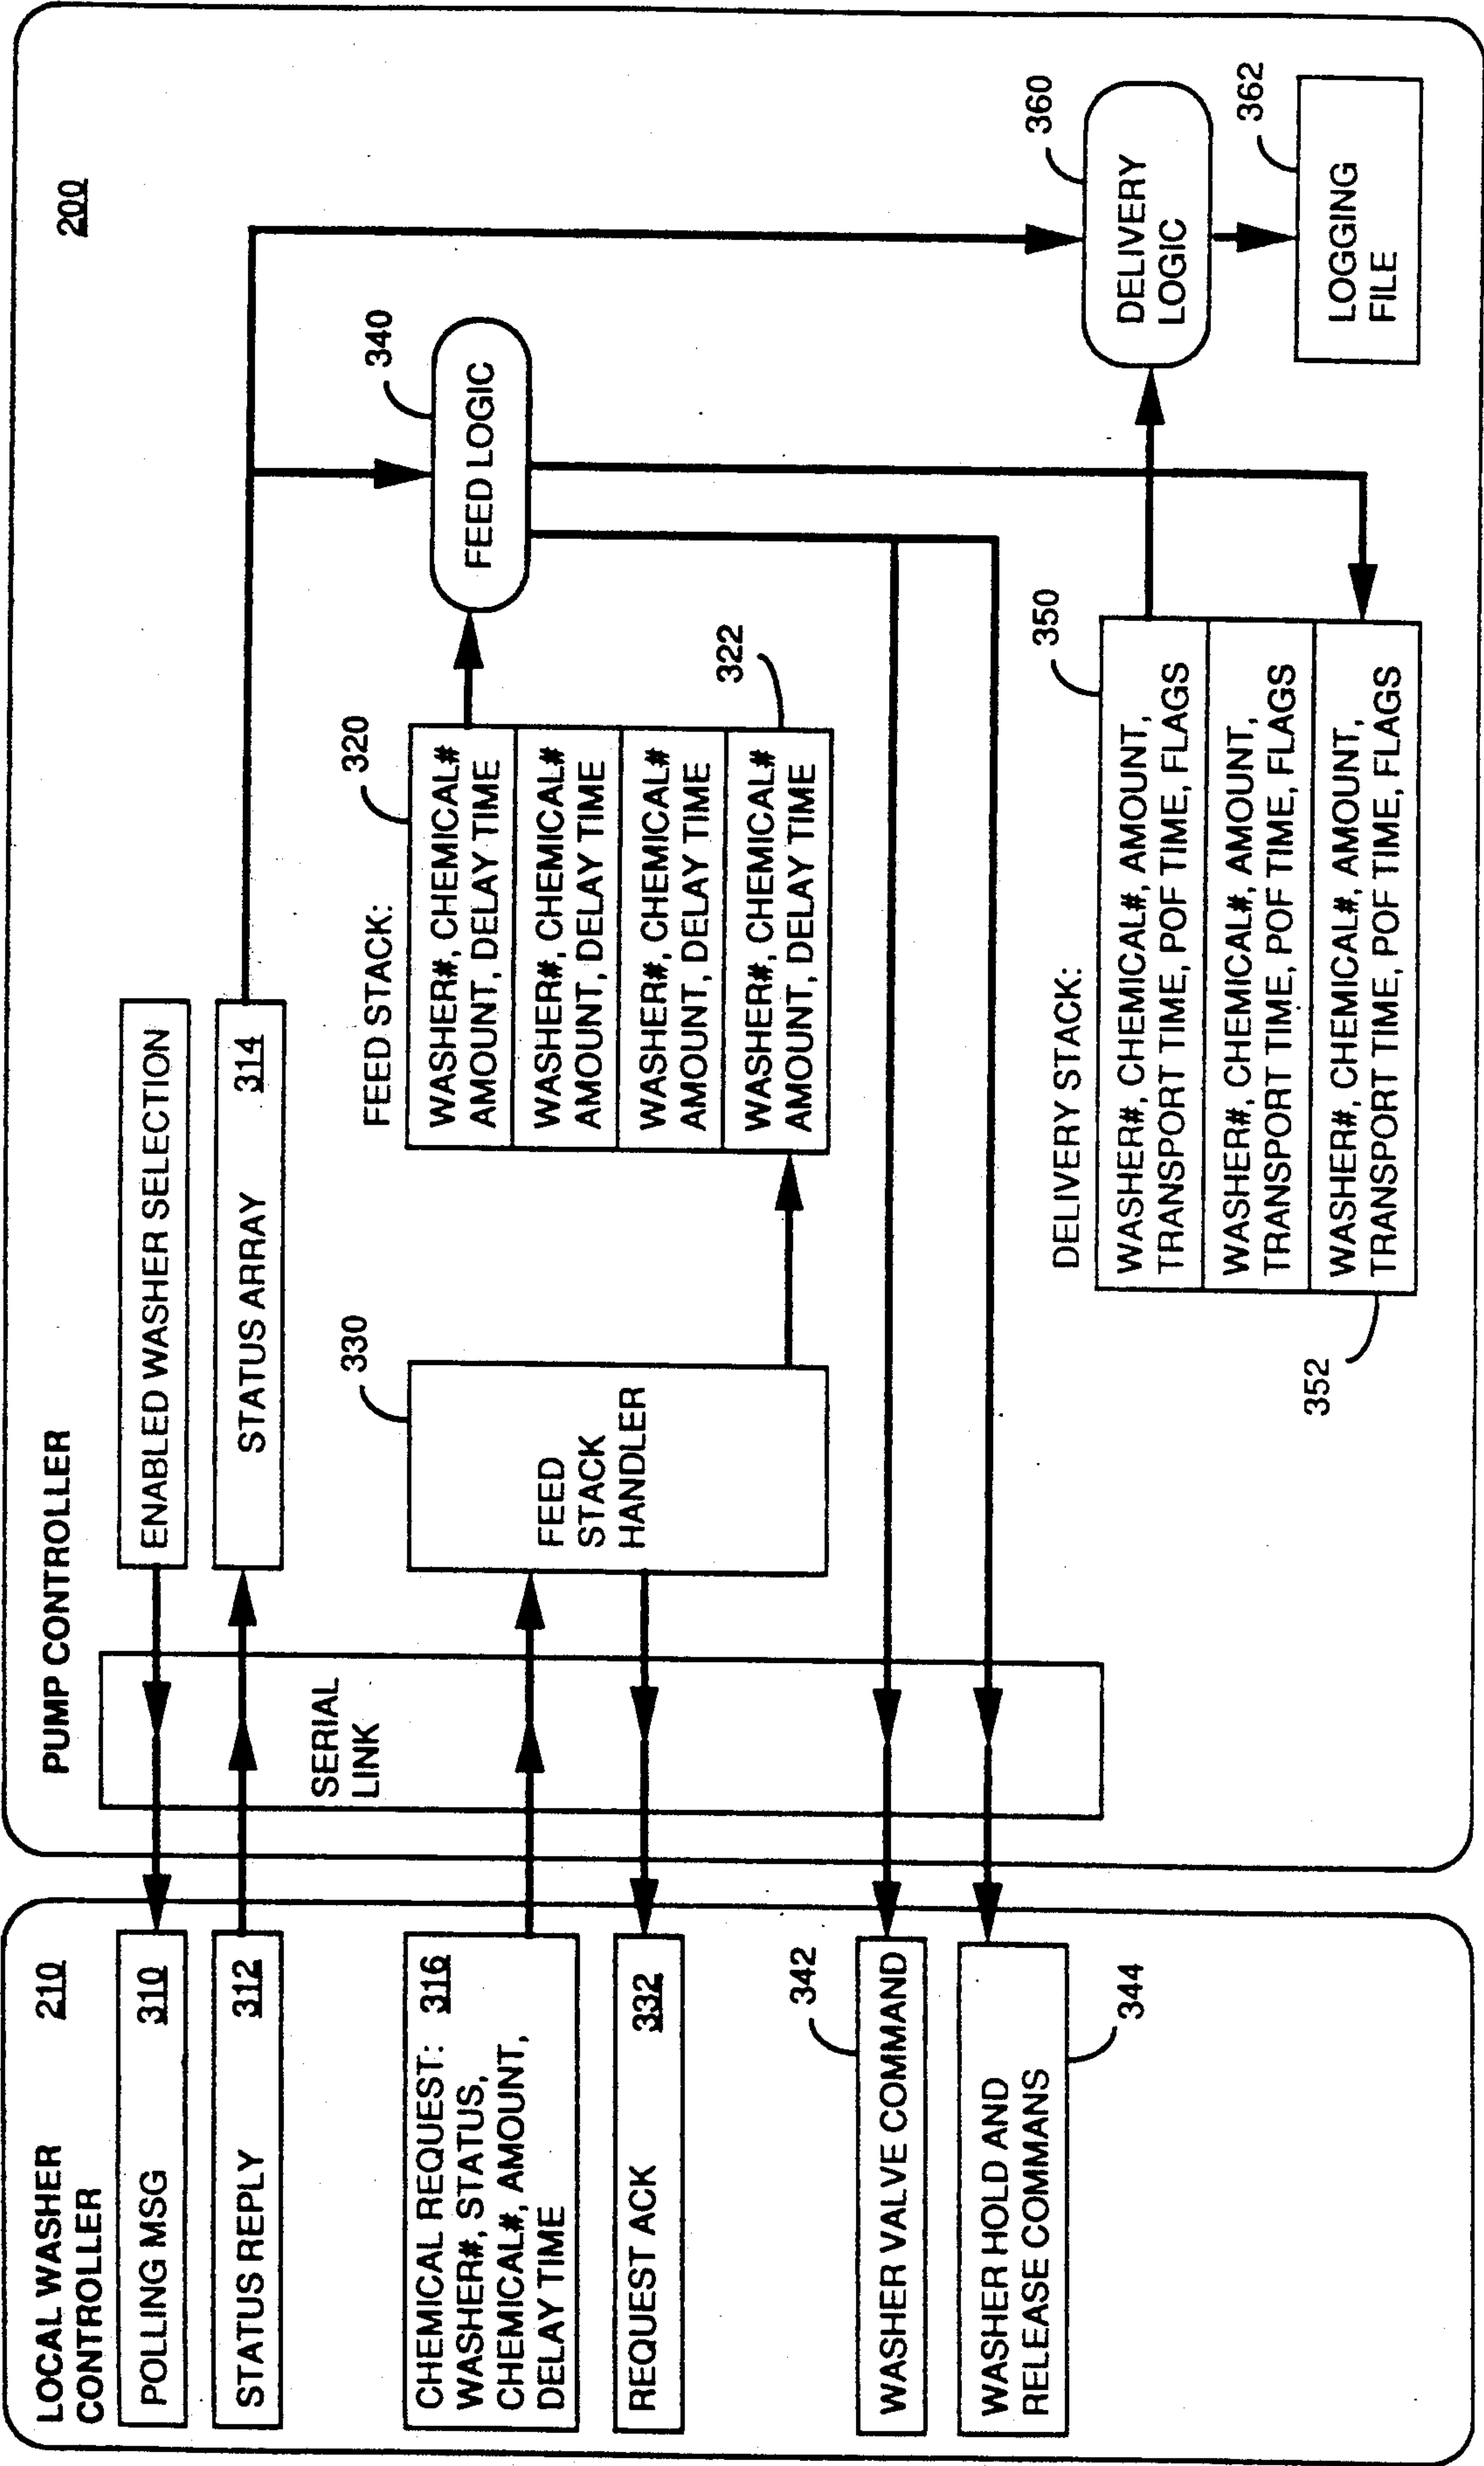 LOCAL WASHER
CONTROLLER
210
POLLING MSG 310
STATUS REPLY 312
CHEMICAL REQUEST: 316
WASHER#, STATUS,
CHEMICAL#, AMOUNT,
DELAY TIME
REQUEST ACK 332
342
WASHER VALVE COMMAND
WASHER HOLD AND
RELEASE COMMANS
344
PUMP CONTROLLER
200
SERIAL
LINK
ENABLED WASHER SELECTION
STATUS ARRAY 314
330
FEED
STACK
HANDLER
FEED STACK:
320
WASHER#, CHEMICAL#
AMOUNT, DELAY TIME
WASHER#, CHEMICAL#
AMOUNT, DELAY TIME
WASHER#, CHEMICAL#
AMOUNT, DELAY TIME
WASHER#, CHEMICAL#
AMOUNT, DELAY TIME
322
340
FEED LOGIC
DELIVERY STACK:
350
WASHER#, CHEMICAL#, AMOUNT,
TRANSPORT TIME, POF TIME, FLAGS
WASHER#, CHEMICAL#, AMOUNT,
TRANSPORT TIME, POF TIME, FLAGS
WASHER#, CHEMICAL#, AMOUNT,
TRANSPORT TIME, POF TIME, FLAGS
352
360
DELIVERY
LOGIC
362
LOGGING
FILE